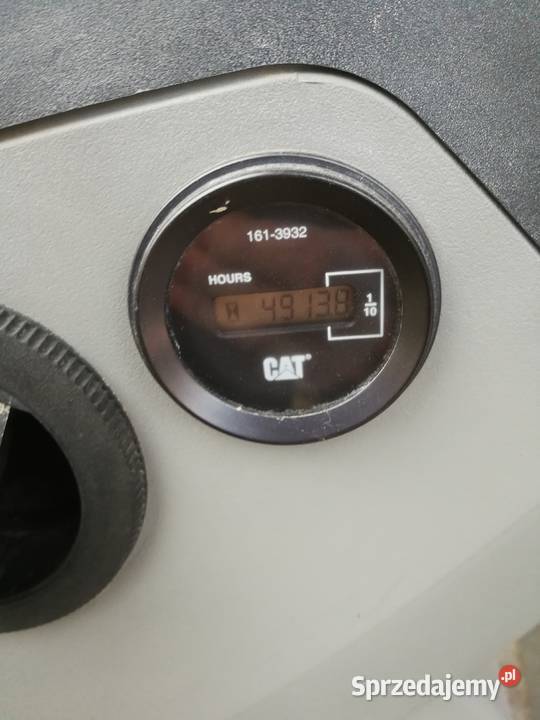 161-3932
HOURS
4913.8
1/10
CAT®
Sprzedajemy.pl